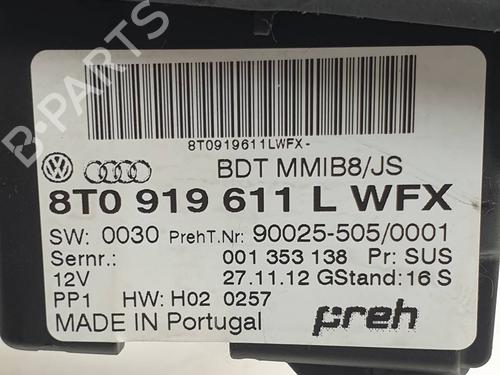 B-PARTS
8T0919611LWFX-
BDT MMIB8/JS
8T0 919 611 L WFX
SW: 0030 PrehT.Nr: 90025-505/0001
Sernr.: 001 353 138 Pr: SUS
12V 27.11.12 GStand: 16 S
PP1 HW: H02 0257
MADE IN Portugal preh